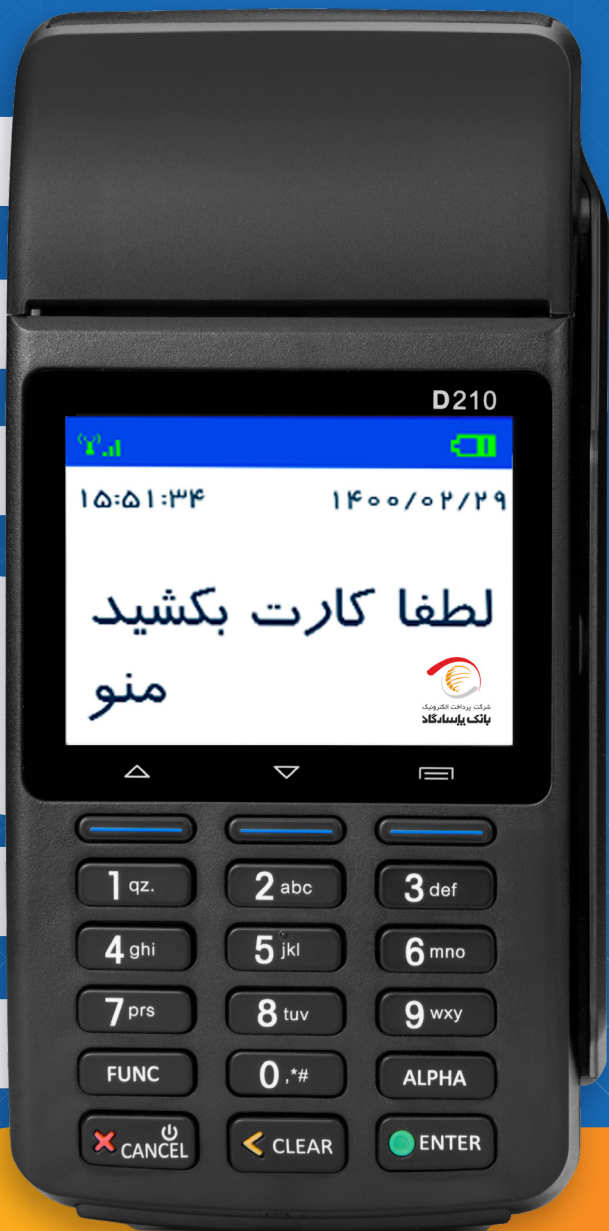 D210
۱۵:۵۱:۳۴ ۱۴۰۰/۰۲/۲۹
لطفا کارت بکشید
منو
شرکت پرداخت الکترونیک
بانک پاسارگاد
1 qz.
2 abc
3 def
4 ghi
5 jkl
6 mno
7 prs
8 tuv
9 wxy
FUNC
0 ,*#
ALPHA
CANCEL
CLEAR
ENTER